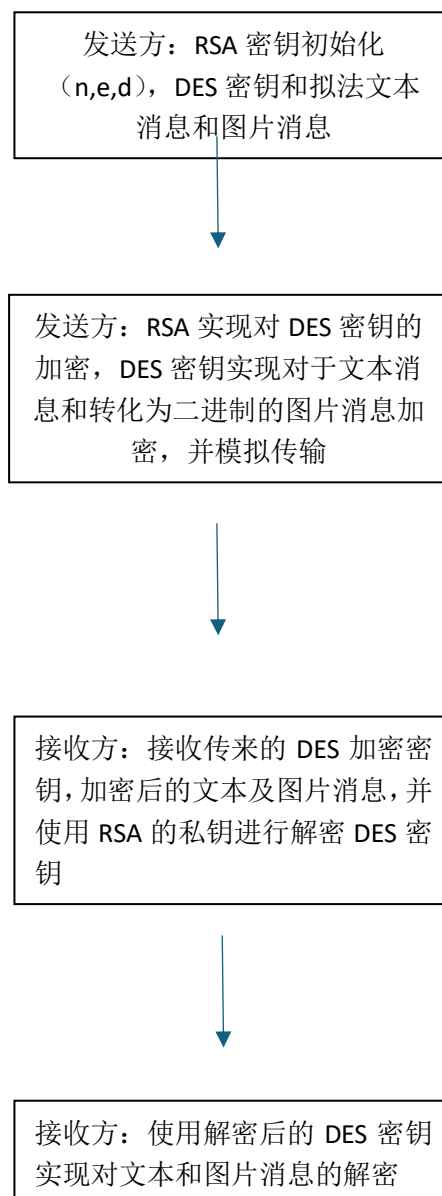 发送方：RSA 密钥初始化
（n,e,d），DES 密钥和拟法文本
消息和图片消息
发送方：RSA 实现对 DES 密钥的
加密，DES 密钥实现对于文本消
息和转化为二进制的图片消息加
密，并模拟传输
接收方：接收传来的 DES 加密密
钥，加密后的文本及图片消息，并
使用 RSA 的私钥进行解密 DES 密
钥
接收方：使用解密后的 DES 密钥
实现对文本和图片消息的解密